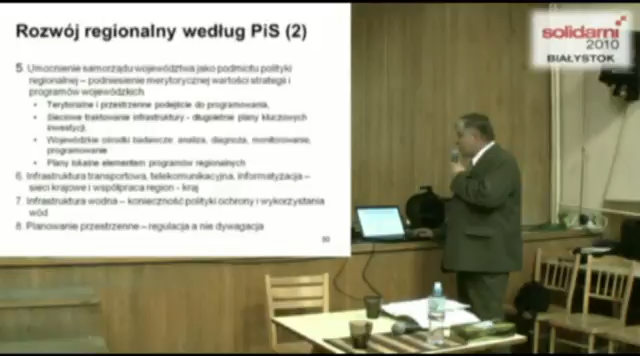 Rozwój regionalny według PiS (2)
5. Umocnienie samorządu województwa jako podmiotu polityki
regionalnej – podniesienie merytorycznej wartości strategii i
programów wojewódzkich
• Terytorialne i przestrzenne podejście do programowania,
• Sieciowe traktowanie infrastruktury - długoletnie plany kluczowych
inwestycji,
• Wojewódzkie ośrodki badawcze: analiza, diagnoza, monitorowanie,
programowanie
• Plany lokalne elementem programów regionalnych
6. Infrastruktura transportowa, telekomunikacyjna, informatyzacja –
sieci krajowe i współpraca region - kraj
7. Infrastruktura wodna – konieczność polityki ochrony i wykorzystania
wód
8. Planowanie przestrzenne – regulacja a nie dywagacja
solidarni
2010
BIAŁYSTOK